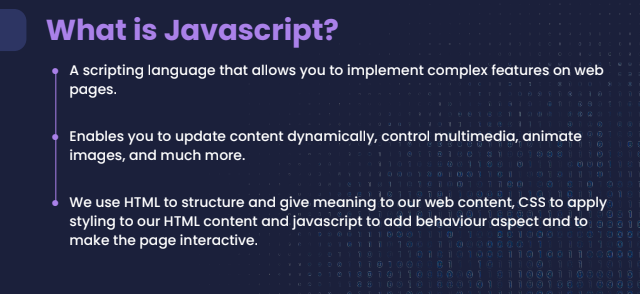 What is Javascript?
A scripting language that allows you to implement complex features on web
pages.
Enables you to update content dynamically, control multimedia, animate
images, and much more.
We use HTML to structure and give meaning to our web content, CSS to apply
styling to our HTML content and javascript to add behaviour aspect and to
make the page interactive.